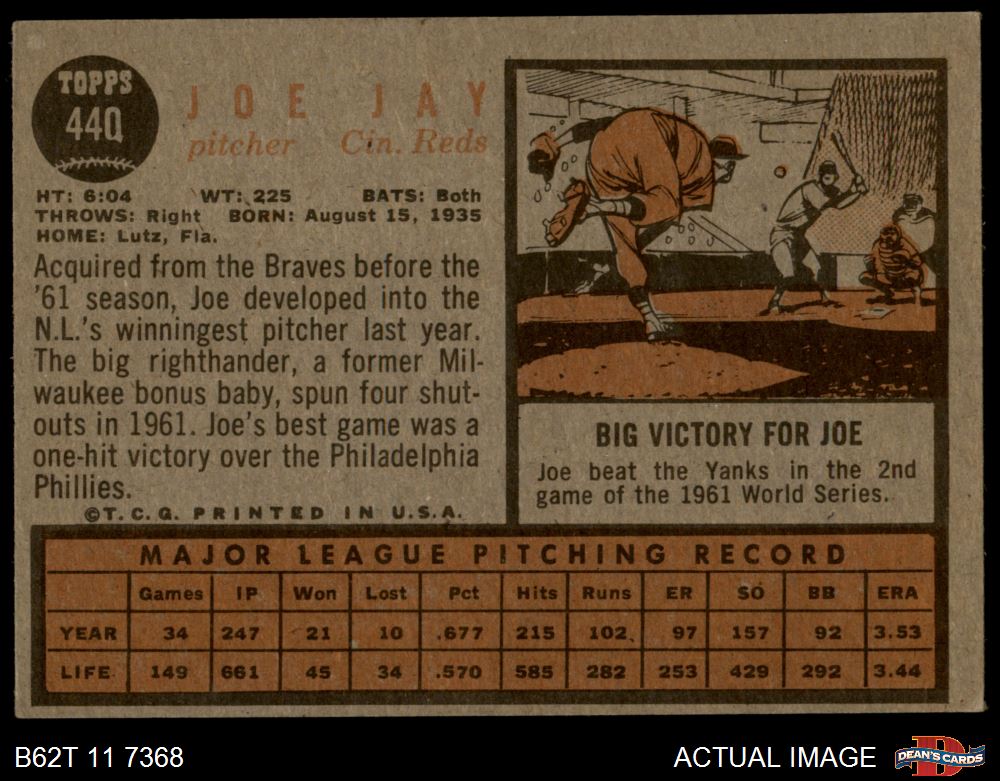 TOPPS
440
JOE JAY
pitcher Cin. Reds
HT: 6:04 WT: 225 BATS: Both
THROWS: Right BORN: August 15, 1935
HOME: Lutz, Fla.
Acquired from the Braves before the
'61 season, Joe developed into the
N.L.'s winningest pitcher last year.
The big righthander, a former Mil-
waukee bonus baby, spun four shut-
outs in 1961. Joe's best game was a
one-hit victory over the Philadelphia
Phillies.
©T.C.G. PRINTED IN U.S.A.
BIG VICTORY FOR JOE
Joe beat the Yanks in the 2nd
game of the 1961 World Series.
MAJOR LEAGUE PITCHING RECORD
Games IP Won Lost Pct Hits Runs ER SO BB ERA
YEAR 34 247 21 10 .677 215 102 97 157 92 3.53
LIFE 149 661 45 34 .570 585 282 253 429 292 3.44
B62T 11 7368 ACTUAL IMAGE
D
DEAN'S CARDS